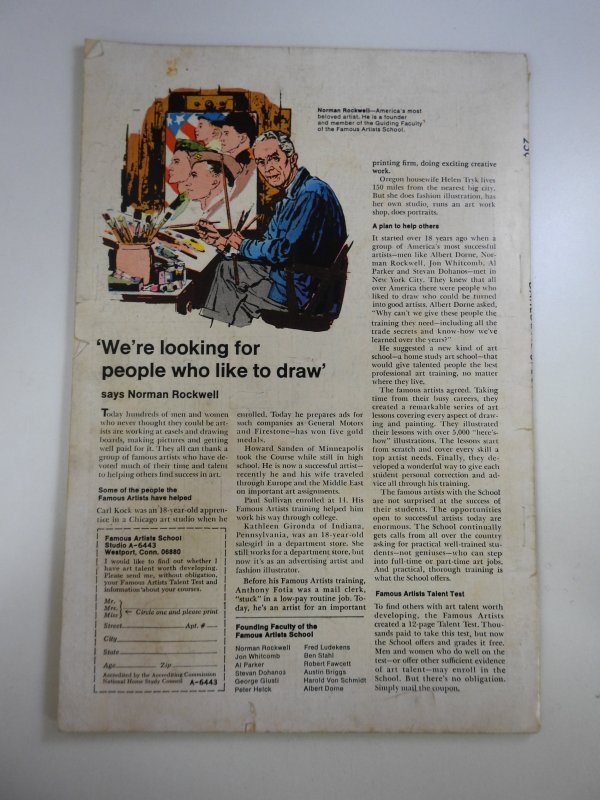 Norman Rockwell—America's most
beloved artist. He is a founder
and member of the Guiding Faculty
of the Famous Artists School.
'We're looking for
people who like to draw'
says Norman Rockwell
Today hundreds of men and women
who never thought they could be art-
ists are working at easels and drawing
boards, making pictures and getting
well paid for it. They all can thank a
group of famous artists who have de-
voted much of their time and talent
to helping others find success in art.
Some of the people the
Famous Artists have helped
Carl Kock was an 18-year-old appren-
tice in a Chicago art studio when he
Famous Artists School
Studio A-6443
Westport, Conn. 06880
I would like to find out whether I
have art talent worth developing.
Please send me, without obligation,
your Famous Artists Talent Test and
information about your courses.
Mr.
Mrs.
Miss
← Circle one and please print
Street Apt. #
City
State
Age Zip
Accredited by the Accrediting Commission
National Home Study Council A-6443
enrolled. Today he prepares ads for
such companies as General Motors
and Firestone—has won five gold
medals.
Howard Sanden of Minneapolis
took the Course while still in high
school. He is now a successful artist—
recently he and his wife traveled
through Europe and the Middle East
on important art assignments.
Paul Sullivan enrolled at 14. His
Famous Artists training helped him
work his way through college.
Kathleen Gironda of Indiana,
Pennsylvania, was an 18-year-old
salesgirl in a department store. She
still works for a department store, but
now it's as an advertising artist and
fashion illustrator.
Before his Famous Artists training,
Anthony Fotia was a mail clerk,
"stuck" in a low-pay routine job. To-
day, he's an artist for an important
Founding Faculty of the
Famous Artists School
Norman Rockwell
Jon Whitcomb
Al Parker
Stevan Dohanos
George Giusti
Peter Helck
Fred Ludekens
Ben Stahl
Robert Fawcett
Austin Briggs
Harold Von Schmidt
Albert Dorne
printing firm, doing exciting creative
work.
Oregon housewife Helen Tryk lives
150 miles from the nearest big city.
But she does fashion illustration, has
her own studio, runs an art work
shop, does portraits.
A plan to help others
It started over 18 years ago when a
group of America's most successful
artists—men like Albert Dorne, Nor-
man Rockwell, Jon Whitcomb, Al
Parker and Stevan Dohanos—met in
New York City. They knew that all
over America there were people who
liked to draw who could be turned
into good artists. Albert Dorne asked,
"Why can't we give these people the
training they need—including all the
trade secrets and know-how we've
learned over the years?"
He suggested a new kind of art
school—a home study art school—that
would give talented people the best
professional art training, no matter
where they live.
The famous artists agreed. Taking
time from their busy careers, they
created a remarkable series of art
lessons covering every aspect of draw-
ing and painting. They illustrated
their lessons with over 5,000 "here's-
how" illustrations. The lessons start
from scratch and cover every skill a
top artist needs. Finally, they de-
veloped a wonderful way to give each
student personal correction and ad-
vice all through his training.
The famous artists with the School
are not surprised at the success of
their students. The opportunities
open to successful artists today are
enormous. The School continually
gets calls from all over the country
asking for practical well-trained stu-
dents—not geniuses—who can step
into full-time or part-time art jobs.
And practical, thorough training is
what the School offers.
Famous Artists Talent Test
To find others with art talent worth
developing, the Famous Artists
created a 12-page Talent Test. Thou-
sands paid to take this test, but now
the School offers and grades it free.
Men and women who do well on the
test—or offer other sufficient evidence
of art talent—may enroll in the
School. But there's no obligation.
Simply mail the coupon.